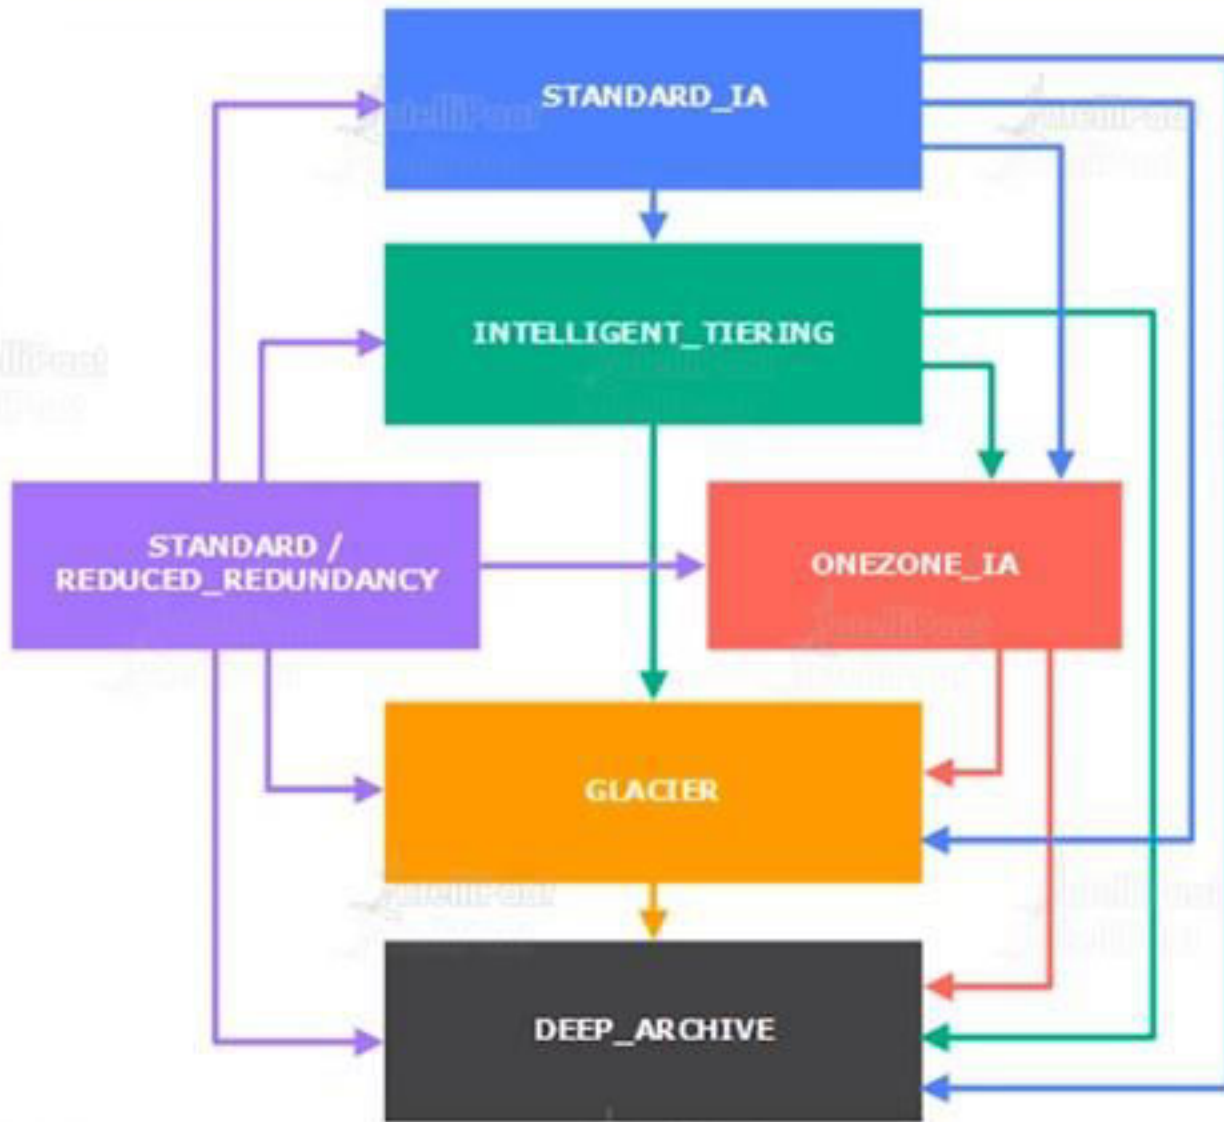 STANDARD_IA
INTELLIGENT_TIERING
STANDARD /
REDUCED_REDUNDANCY
ONEZONE_IA
GLACIER
DEEP_ARCHIVE